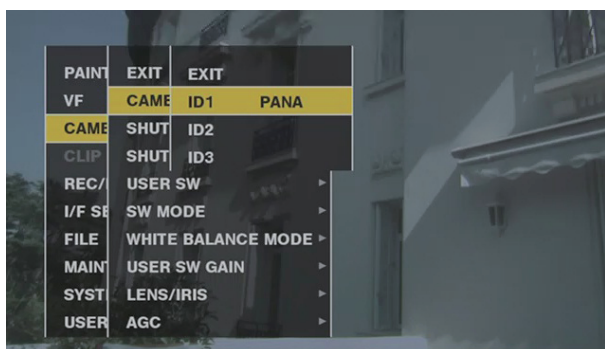 PAINT EXIT EXIT
VF CAME ID1 PANA
CAME SHUT ID2
CLIP SHUT ID3
REC/ USER SW
I/F SE SW MODE
FILE WHITE BALANCE MODE
MAINT USER SW GAIN
SYST LENS/IRIS
USER AGC